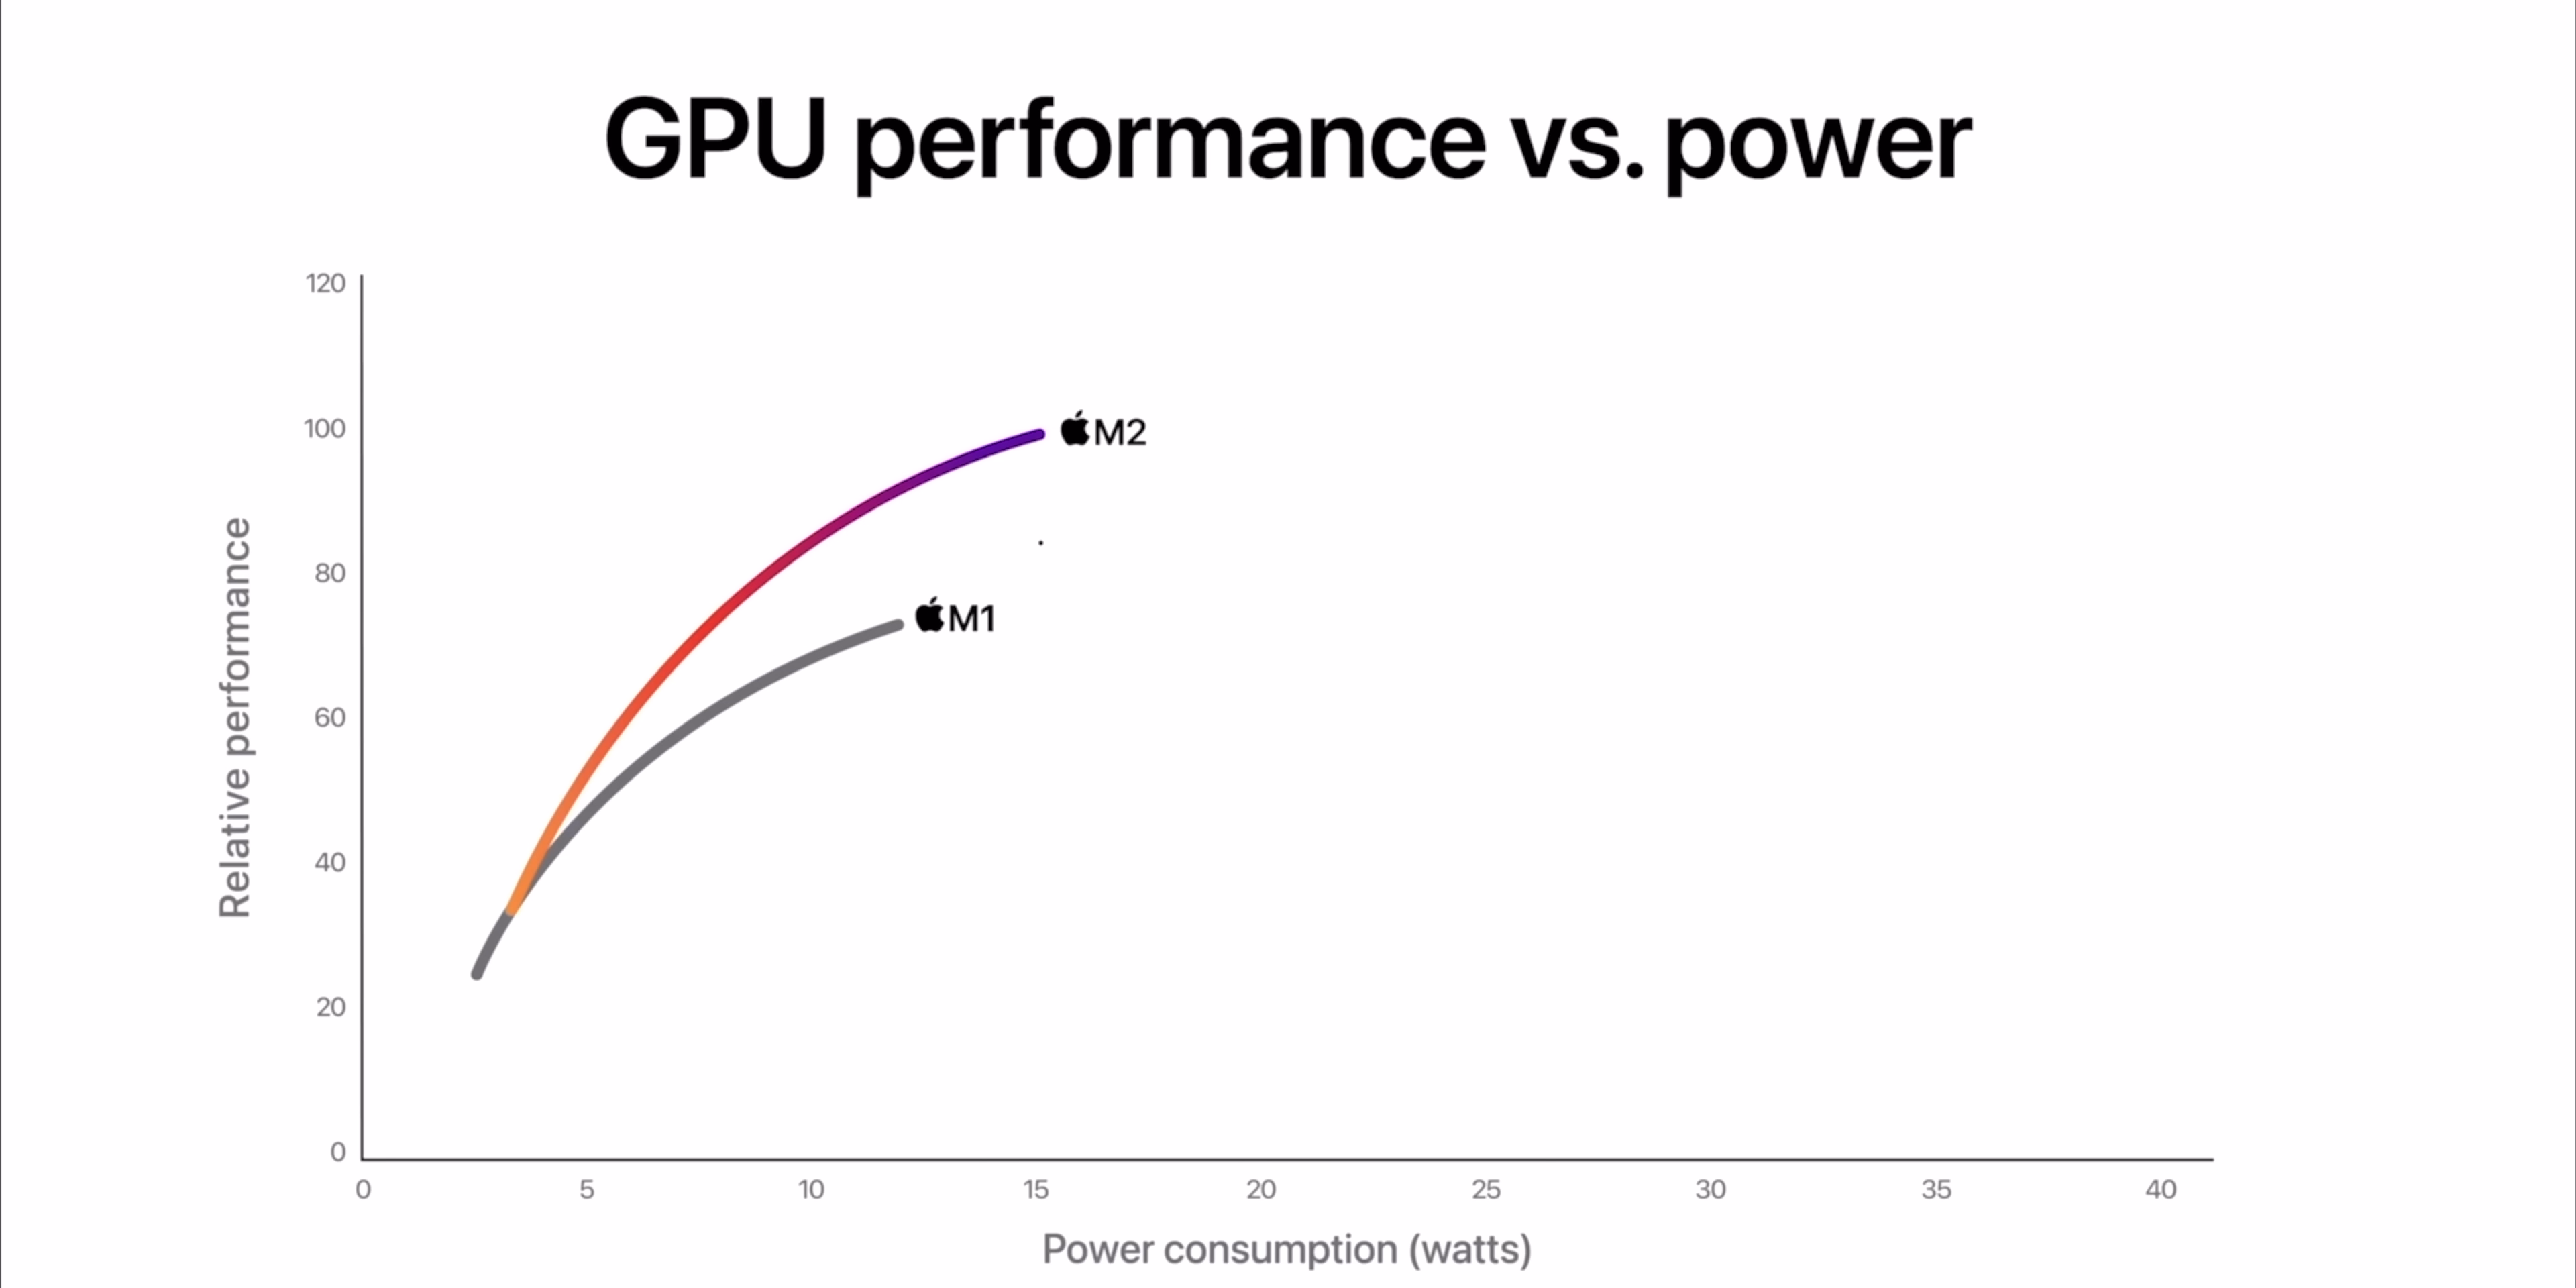 GPU performance vs. power
120
100
80
60
40
20
0
Relative performance
M2
M1
0 5 10 15 20 25 30 35 40
Power consumption (watts)